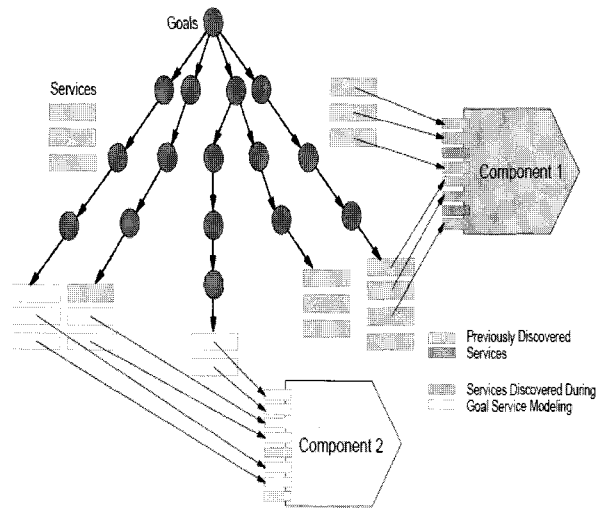 Goals
Services
Component 1
Previously Discovered
Services
Services Discovered During
Goal Service Modeling
Component 2